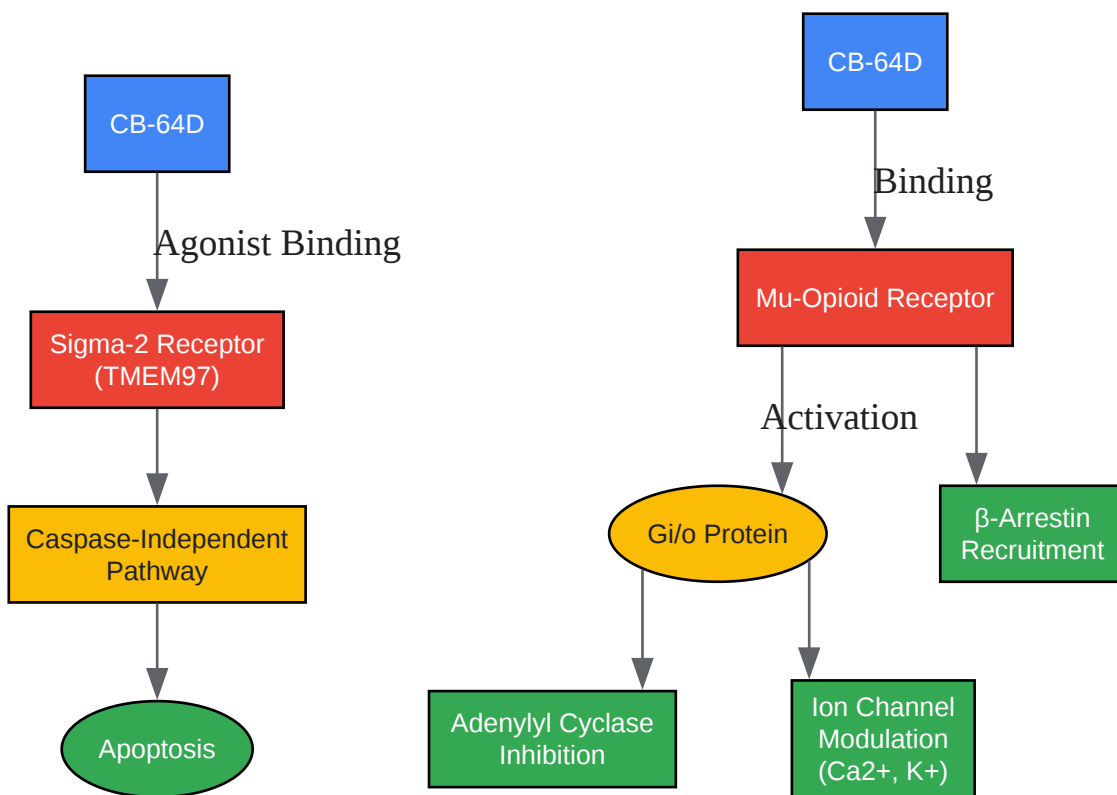 CB-64D
Agonist Binding
Sigma-2 Receptor
(TMEM97)
Caspase-Independent
Pathway
Apoptosis
CB-64D
Binding
Mu-Opioid Receptor
Activation
Gi/o Protein
β-Arrestin
Recruitment
Adenylyl Cyclase
Inhibition
Ion Channel
Modulation
(Ca2+, K+)